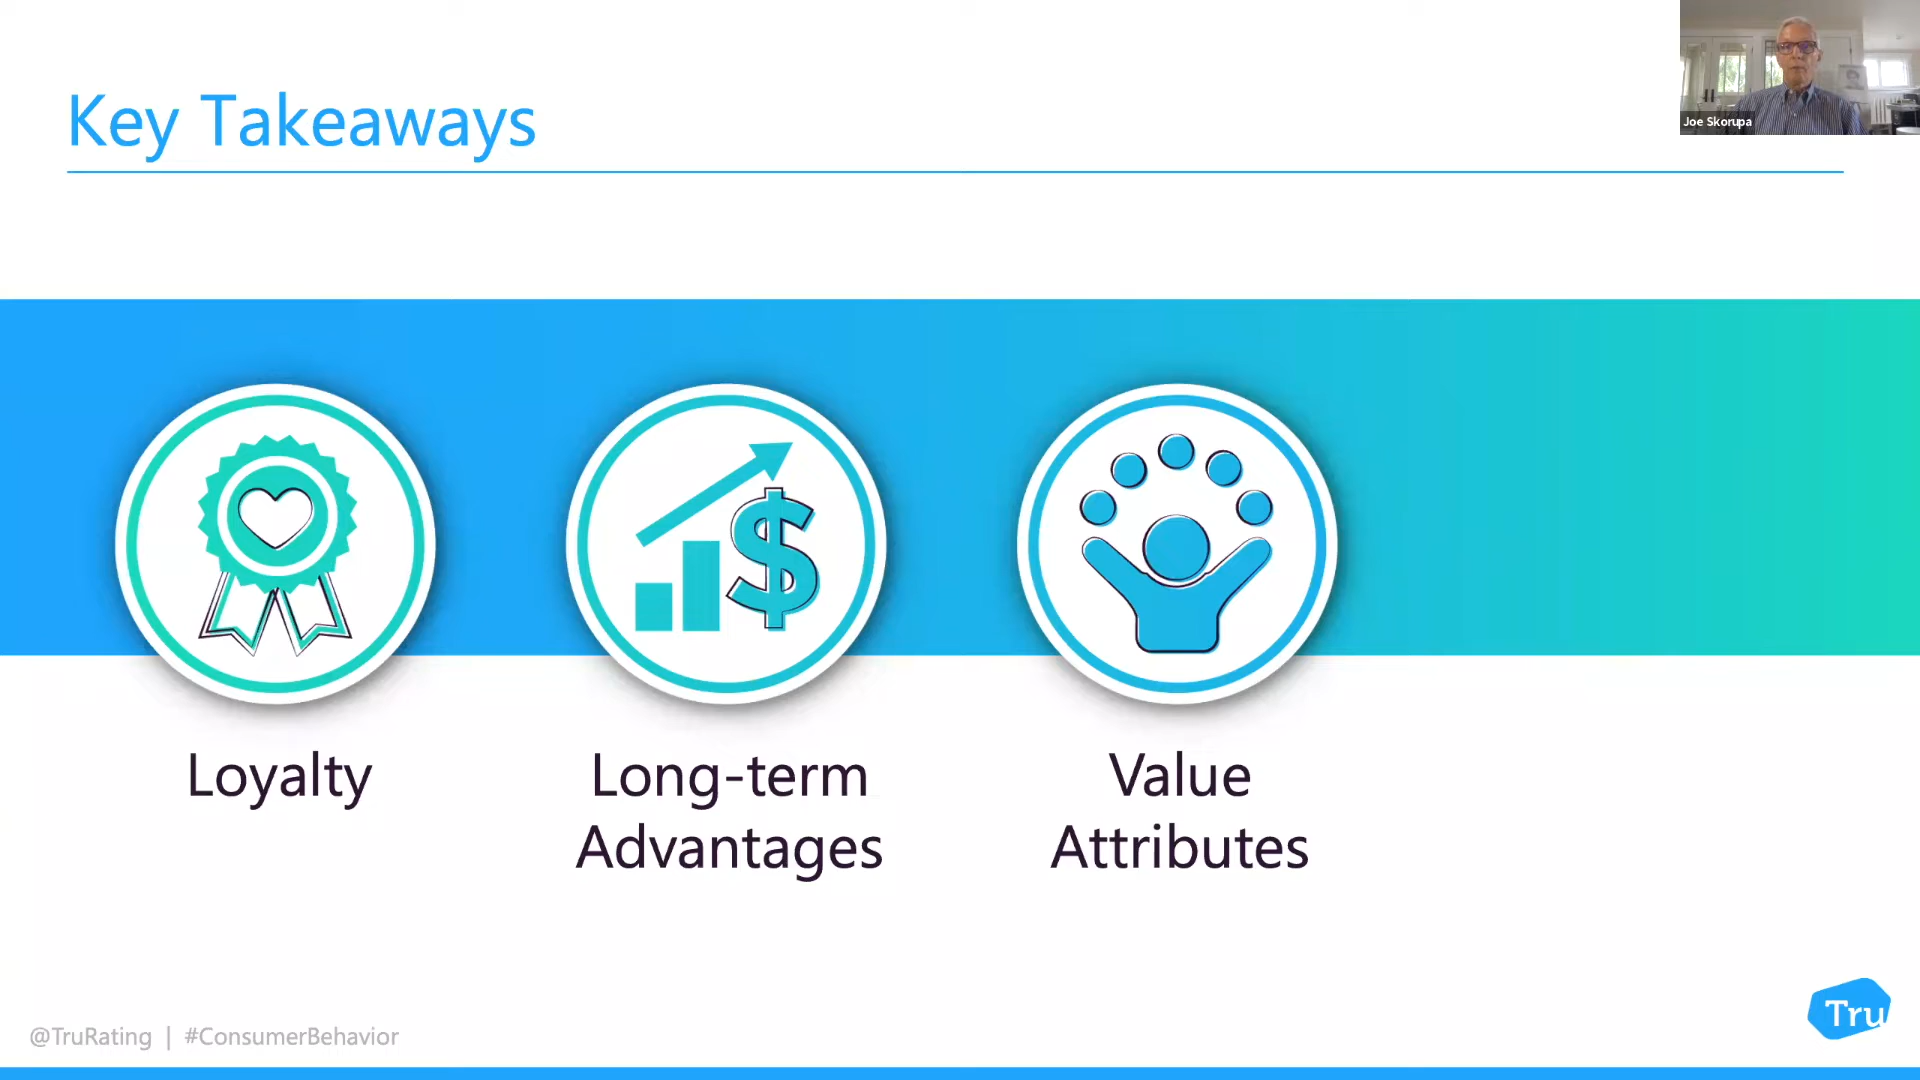 Key Takeaways
Joe Skorupa
$
Loyalty
Long-term
Advantages
Value
Attributes
@TruRating | #ConsumerBehavior
Tru